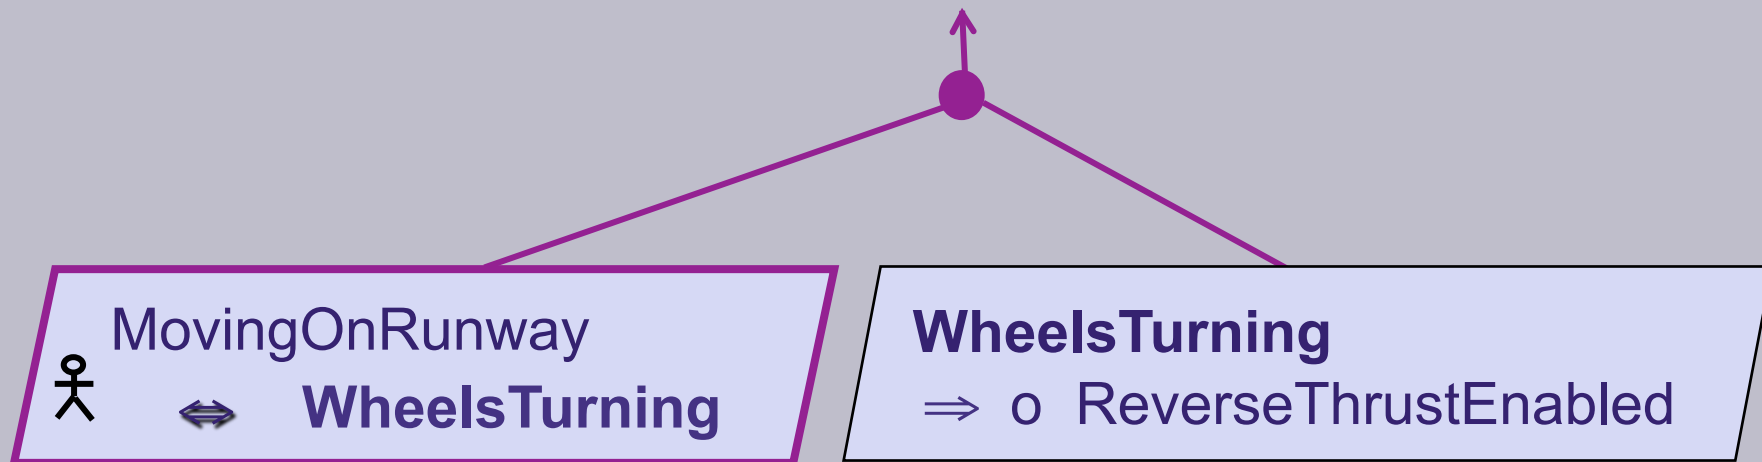 MovingOnRunway
⇔ WheelsTurning
WheelsTurning
⇒ o ReverseThrustEnabled